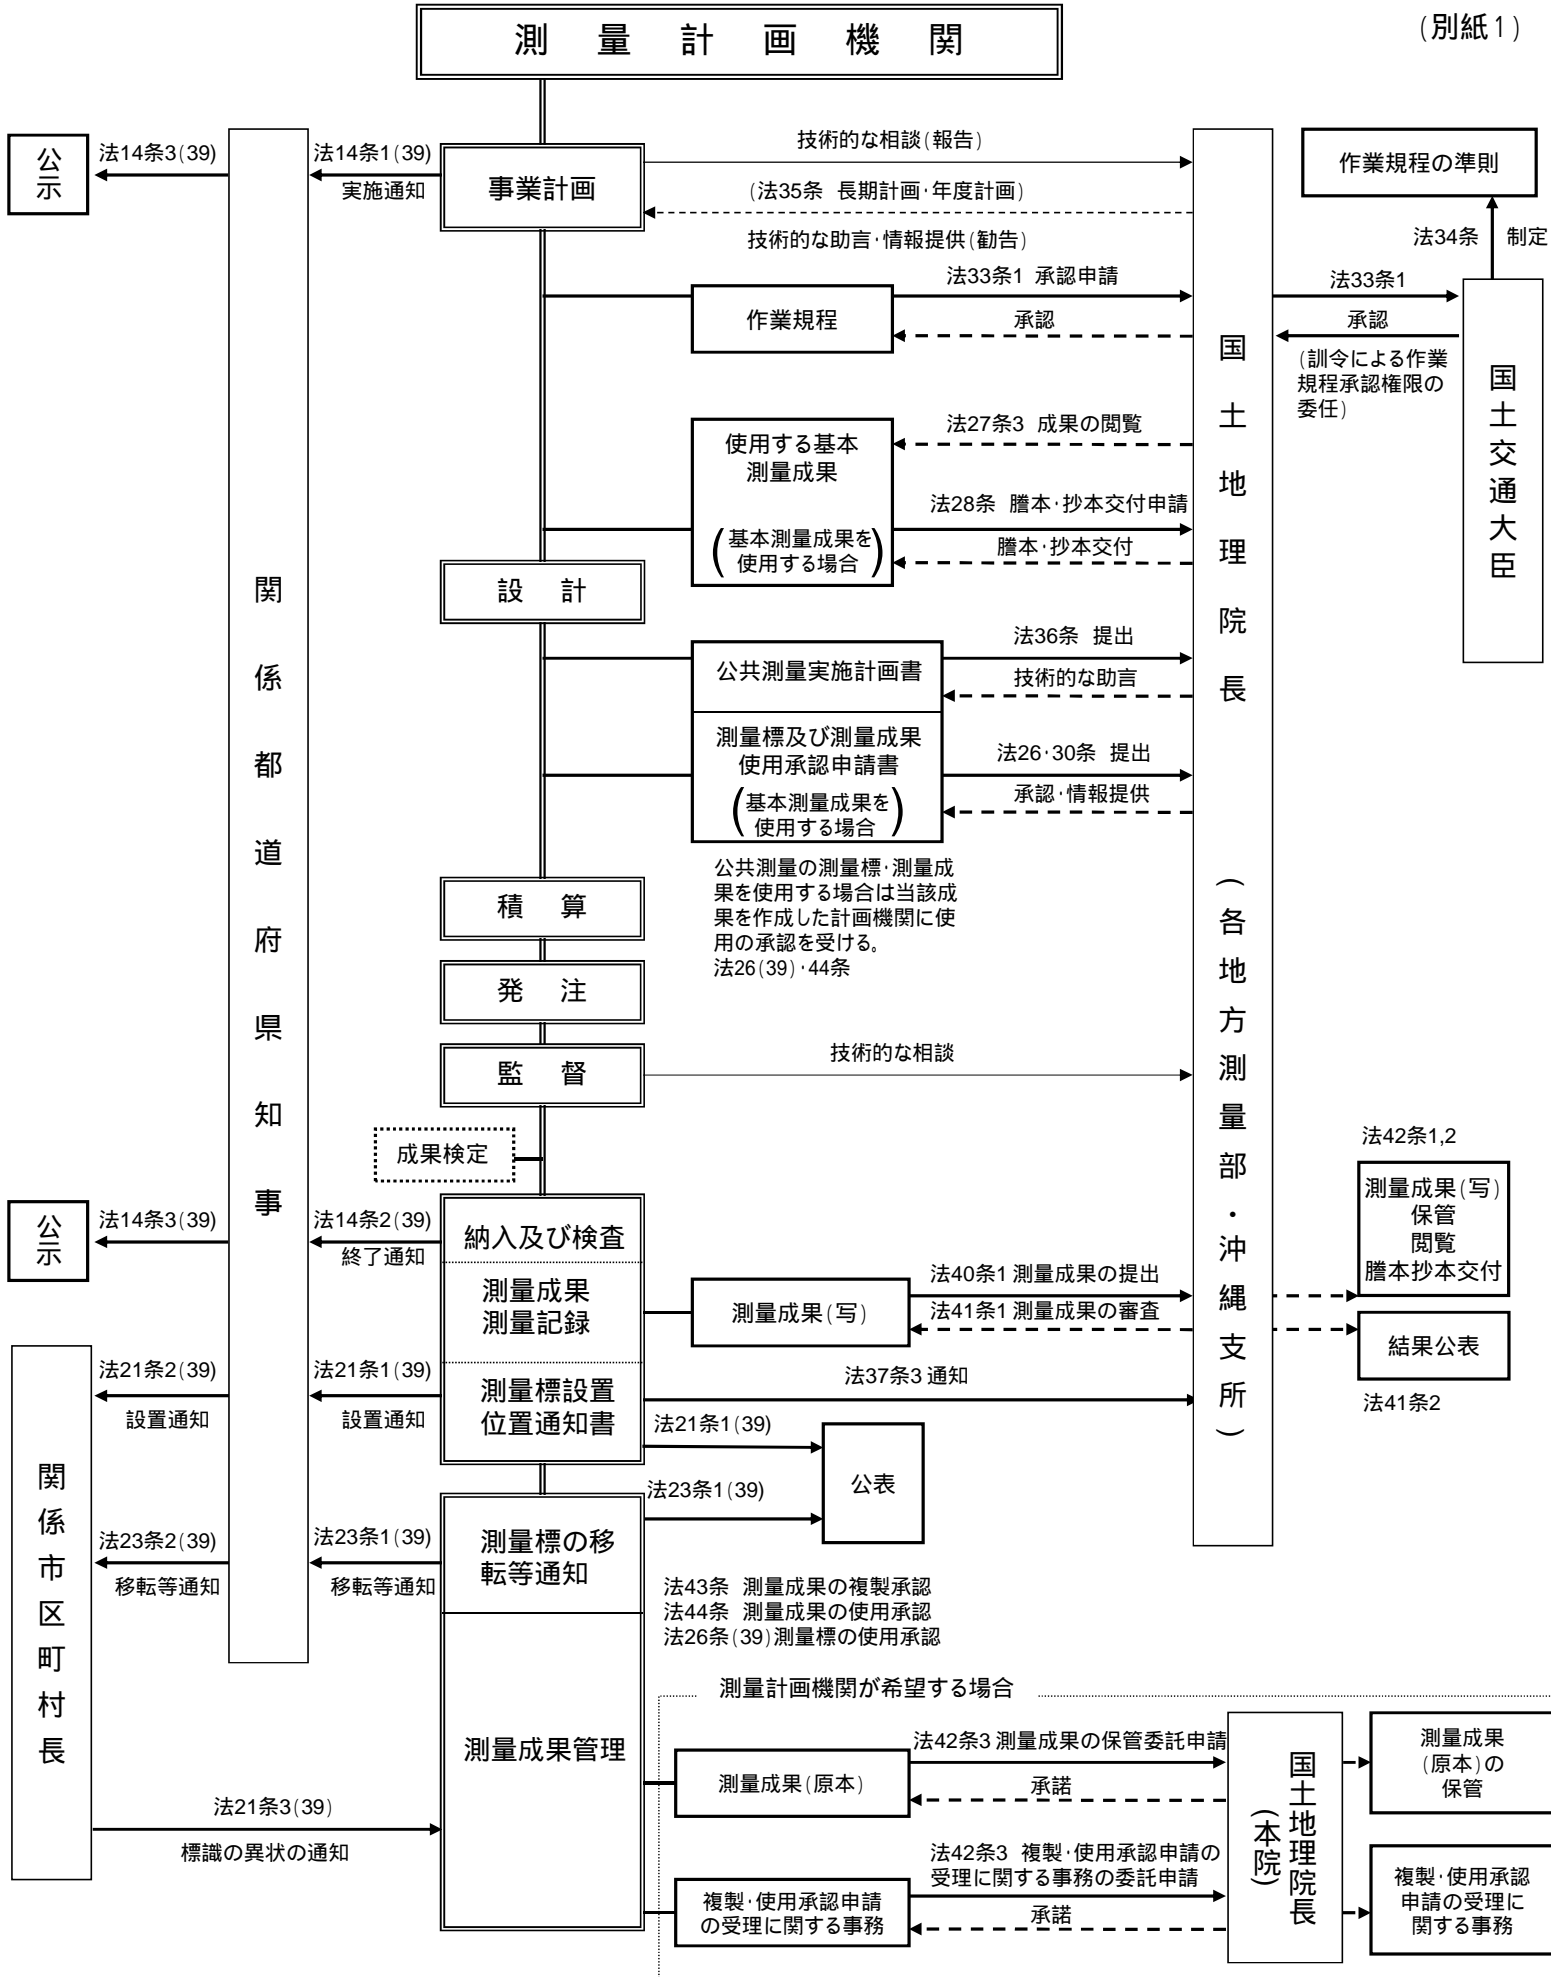 (別紙1)
測量計画機関
公示
法14条3(39)
法14条1(39)
実施通知
事業計画
技術的な相談(報告)
(法35条 長期計画・年度計画)
技術的な助言・情報提供(勧告)
作業規程の準則
法34条
制定
作業規程
法33条1 承認申請
承認
法33条1
承認
(訓令による作業
規程承認権限の
委任)
国土交通大臣
使用する基本
測量成果
(基本測量成果を
使用する場合)
法27条3 成果の閲覧
法28条 謄本・抄本交付申請
謄本・抄本交付
設計
公共測量実施計画書
法36条 提出
技術的な助言
測量標及び測量成果
使用承認申請書
(基本測量成果を
使用する場合)
法26・30条 提出
承認・情報提供
公共測量の測量標・測量成
果を使用する場合は当該成
果を作成した計画機関に使
用の承認を受ける。
法26(39)・44条
国土地理院長
(各地方測量部・沖縄支所)
関係都道府県知事
積算
発注
監督
技術的な相談
成果検定
公示
法14条3(39)
法14条2(39)
終了通知
納入及び検査
測量成果
測量記録
測量成果(写)
法40条1 測量成果の提出
法41条1 測量成果の審査
法42条1,2
測量成果(写)
保管
閲覧
謄本抄本交付
結果公表
法41条2
法21条2(39)
設置通知
法21条1(39)
設置通知
測量標設置
位置通知書
法37条3 通知
法21条1(39)
法23条1(39)
公表
関係市区町村長
法23条2(39)
移転等通知
法23条1(39)
移転等通知
測量標の移
転等通知
法43条 測量成果の複製承認
法44条 測量成果の使用承認
法26条(39)測量標の使用承認
測量計画機関が希望する場合
測量成果管理
測量成果(原本)
法42条3 測量成果の保管委託申請
承諾
国土地理院長
(本院)
測量成果
(原本)の
保管
法21条3(39)
標識の異状の通知
複製・使用承認申請
の受理に関する事務
法42条3 複製・使用承認申請の
受理に関する事務の委託申請
承諾
複製・使用承認
申請の受理に
関する事務